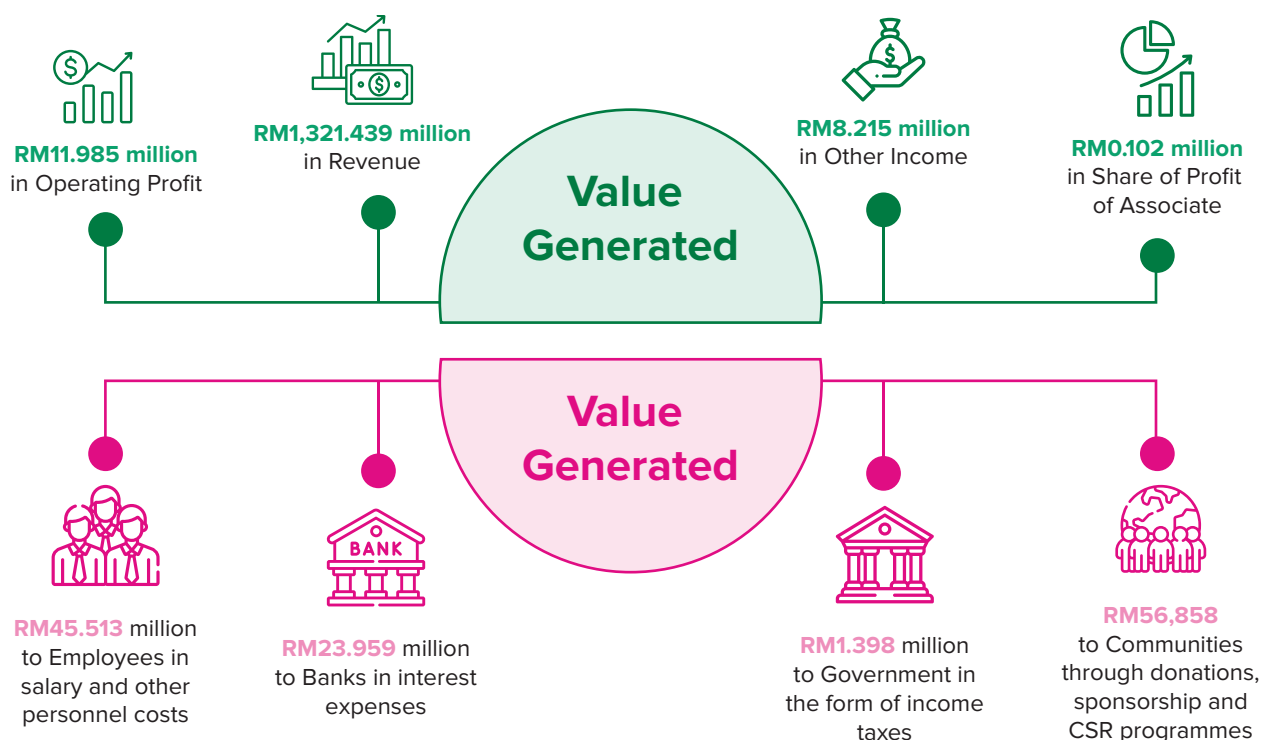 RM11.985 million
in Operating Profit
RM1,321.439 million
in Revenue
RM8.215 million
in Other Income
RM0.102 million
in Share of Profit
of Associate
Value
Generated
Value
Generated
BANK
RM45.513 million
to Employees in
salary and other
personnel costs
RM23.959 million
to Banks in interest
expenses
RM1.398 million
to Government in
the form of income
taxes
RM56,858
to Communities
through donations,
sponsorship and
CSR programmes